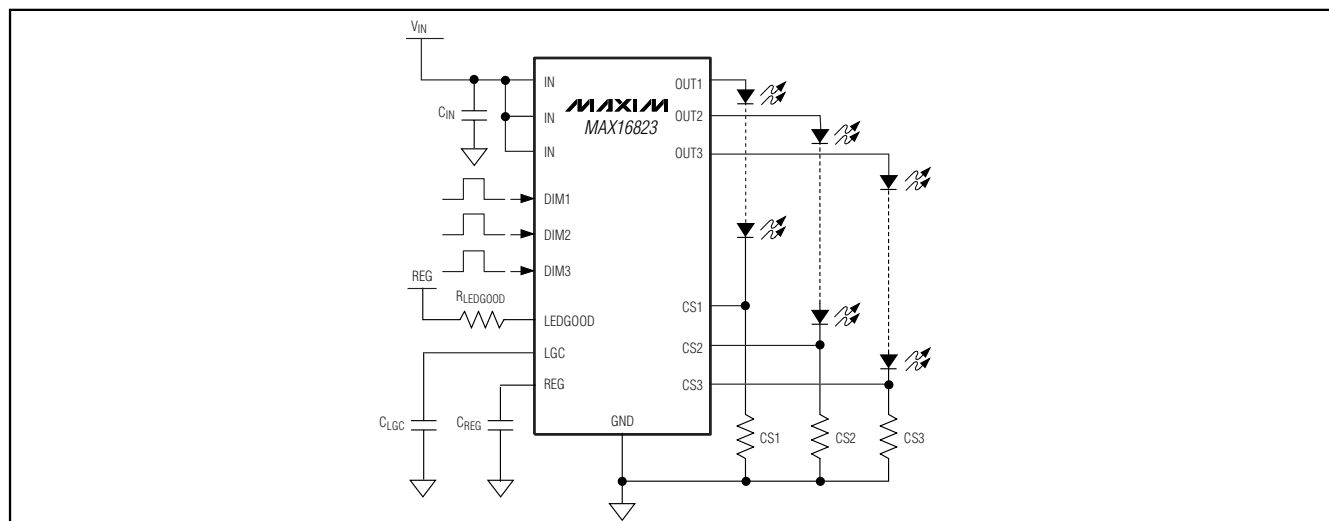 VIN
CIN
IN
IN
IN
MAXIM
MAX16823
OUT1
OUT2
OUT3
DIM1
DIM2
DIM3
REG
RLEDGOOD
LEDGOOD
LGC
REG
CLGC
CREG
GND
CS1
CS2
CS3
CS1
CS2
CS3